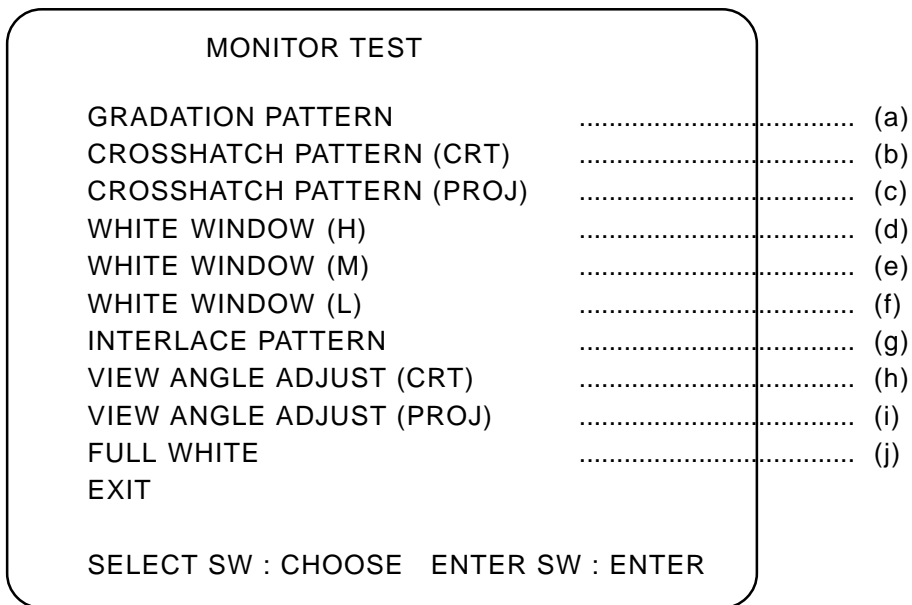 MONITOR TEST
GRADATION PATTERN ..................................... (a)
CROSSHATCH PATTERN (CRT) ..................................... (b)
CROSSHATCH PATTERN (PROJ) ..................................... (c)
WHITE WINDOW (H) ..................................... (d)
WHITE WINDOW (M) ..................................... (e)
WHITE WINDOW (L) ..................................... (f)
INTERLACE PATTERN ..................................... (g)
VIEW ANGLE ADJUST (CRT) ..................................... (h)
VIEW ANGLE ADJUST (PROJ) ..................................... (i)
FULL WHITE ..................................... (j)
EXIT
SELECT SW : CHOOSE ENTER SW : ENTER